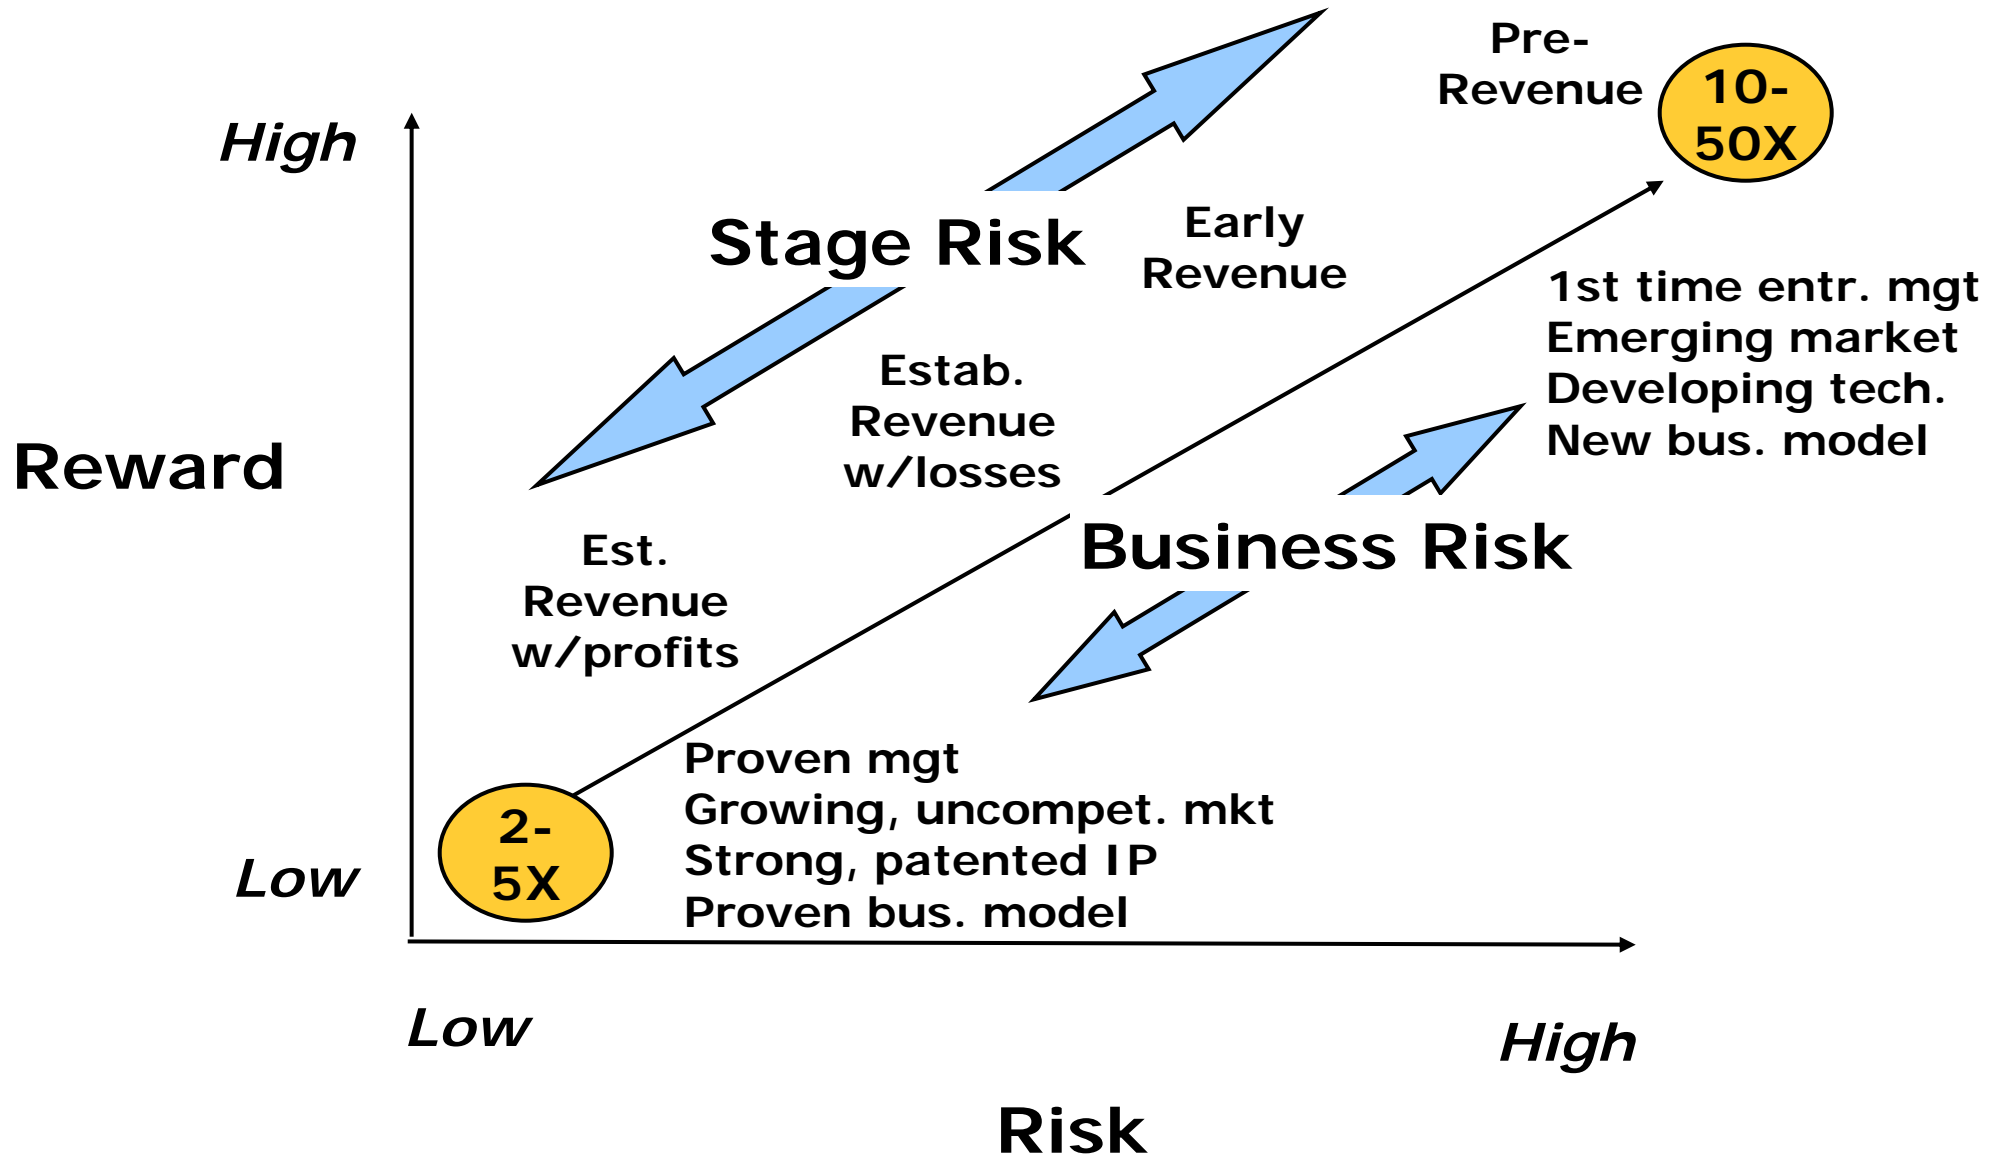 Pre-
Revenue
10-
50X
High
Stage Risk
Early
Revenue
1st time entr. mgt
Emerging market
Developing tech.
New bus. model
Estab.
Revenue
w/losses
Reward
Business Risk
Est.
Revenue
w/profits
Proven mgt
Growing, uncompet. mkt
Strong, patented IP
Proven bus. model
2-
5X
Low
Low
High
Risk